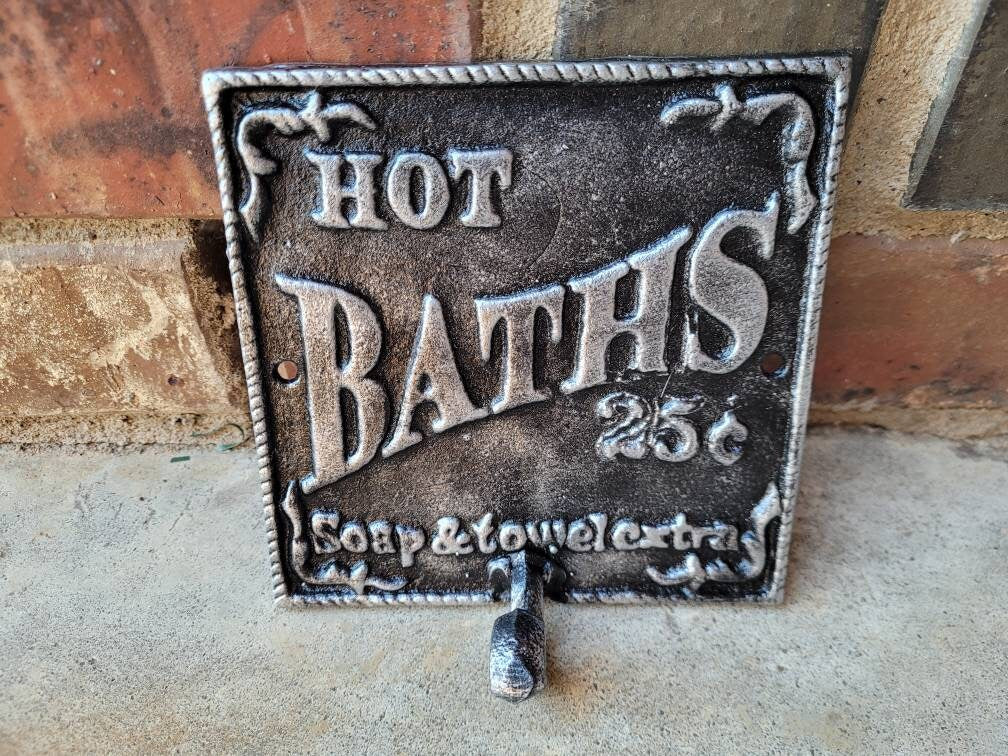 HOT
BATHS
25¢
Soap & towel extra